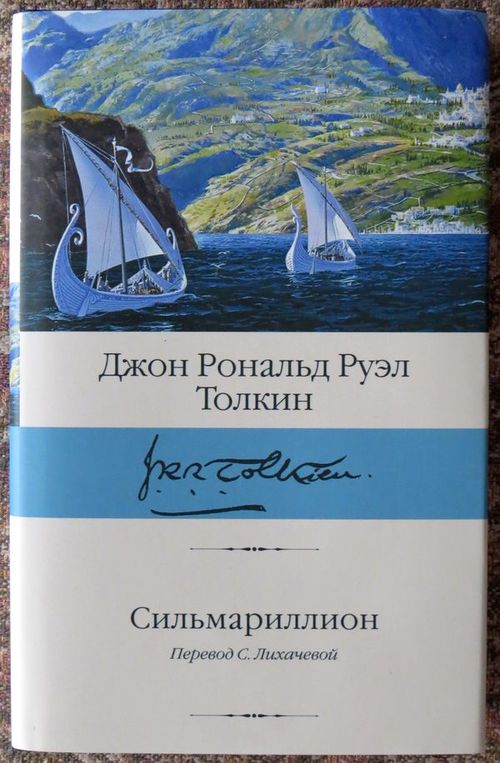 Джон Рональд Руэл
Толкин
J.R.R. Tolkien.
Сильмариллион
Перевод С. Лихачевой